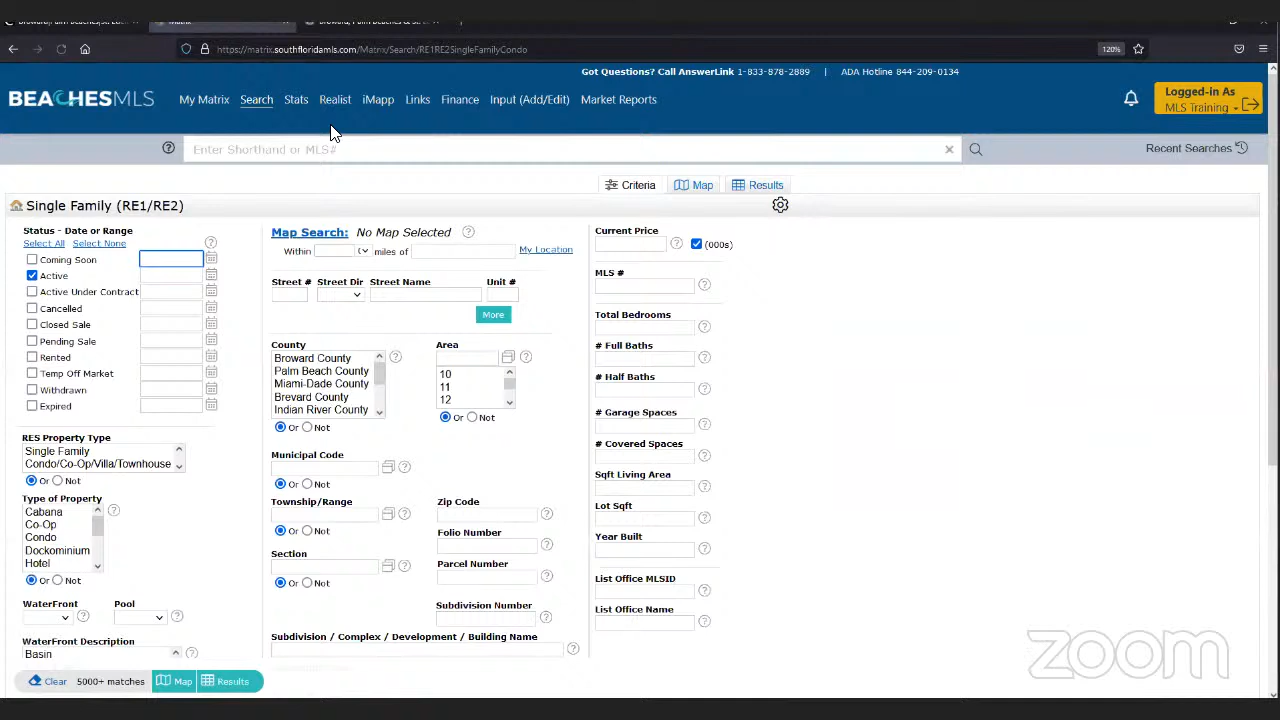 Matrix
https://matrix.southfloridamls.com/Matrix/Search/RE1RE2SingleFamilyCondo
120%
Got Questions? Call AnswerLink 1-833-878-2889 | ADA Hotline 844-209-0134
BEACHESMLS
My Matrix Search Stats Realist iMapp Links Finance Input (Add/Edit) Market Reports
Logged-in As
MLS Training
Enter Shorthand or MLS#
Recent Searches
Criteria Map Results
Single Family (RE1/RE2)
Status - Date or Range
Select All Select None
Coming Soon
Active
Active Under Contract
Cancelled
Closed Sale
Pending Sale
Rented
Temp Off Market
Withdrawn
Expired
RES Property Type
Single Family
Condo/Co-Op/Villa/Townhouse
Or Not
Type of Property
Cabana
Co-Op
Condo
Dockominium
Hotel
Or Not
WaterFront Pool
WaterFront Description
Basin
Map Search: No Map Selected
Within miles of My Location
Street # Street Dir Street Name Unit #
More
County
Broward County
Palm Beach County
Miami-Dade County
Brevard County
Indian River County
Or Not
Area
10
11
12
Or Not
Municipal Code
Or Not
Township/Range
Or Not
Section
Or Not
Zip Code
Folio Number
Parcel Number
Subdivision Number
Subdivision / Complex / Development / Building Name
Current Price
(000s)
MLS #
Total Bedrooms
# Full Baths
# Half Baths
# Garage Spaces
# Covered Spaces
Sqft Living Area
Lot Sqft
Year Built
List Office MLSID
List Office Name
Clear 5000+ matches Map Results
zoom